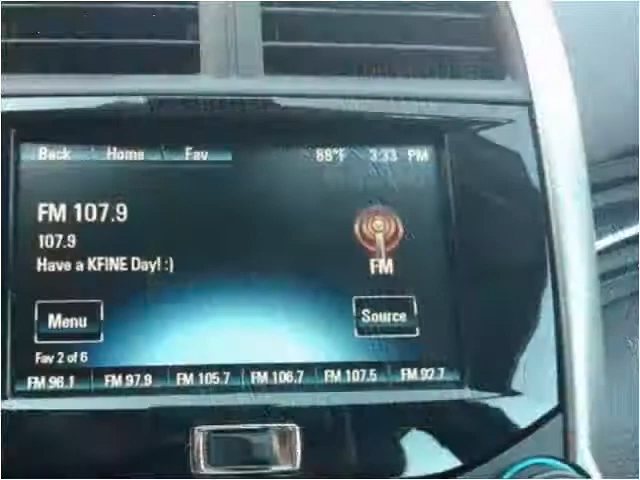 Back Home Fav 88°F 3:33 PM
FM 107.9
107.9
Have a KFINE Day! :)
FM
Menu
Source
Fav 2 of 6
FM 96.1 FM 97.9 FM 105.7 FM 106.7 FM 107.5 FM 92.7